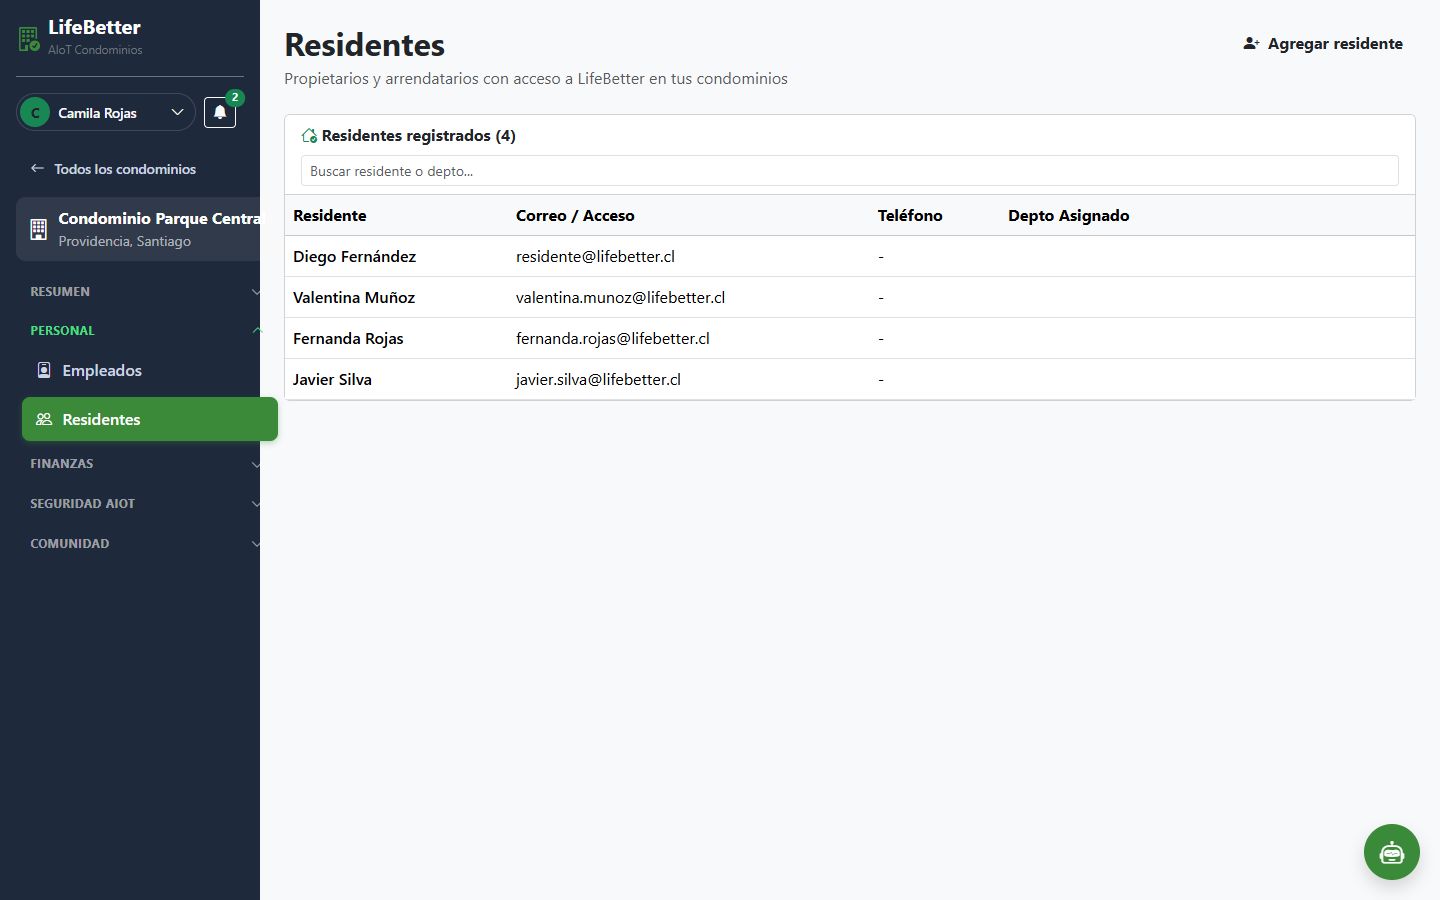 LifeBetter
AIoT Condominios
C
Camila Rojas
2
Todos los condominios
Condominio Parque Centra
Providencia, Santiago
RESUMEN
PERSONAL
Empleados
Residentes
FINANZAS
SEGURIDAD AIOT
COMUNIDAD
Residentes
Propietarios y arrendatarios con acceso a LifeBetter en tus condominios
Agregar residente
Residentes registrados (4)
Buscar residente o depto...
Residente Correo / Acceso Teléfono Depto Asignado
Diego Fernández residente@lifebetter.cl -
Valentina Muñoz valentina.munoz@lifebetter.cl -
Fernanda Rojas fernanda.rojas@lifebetter.cl -
Javier Silva javier.silva@lifebetter.cl -